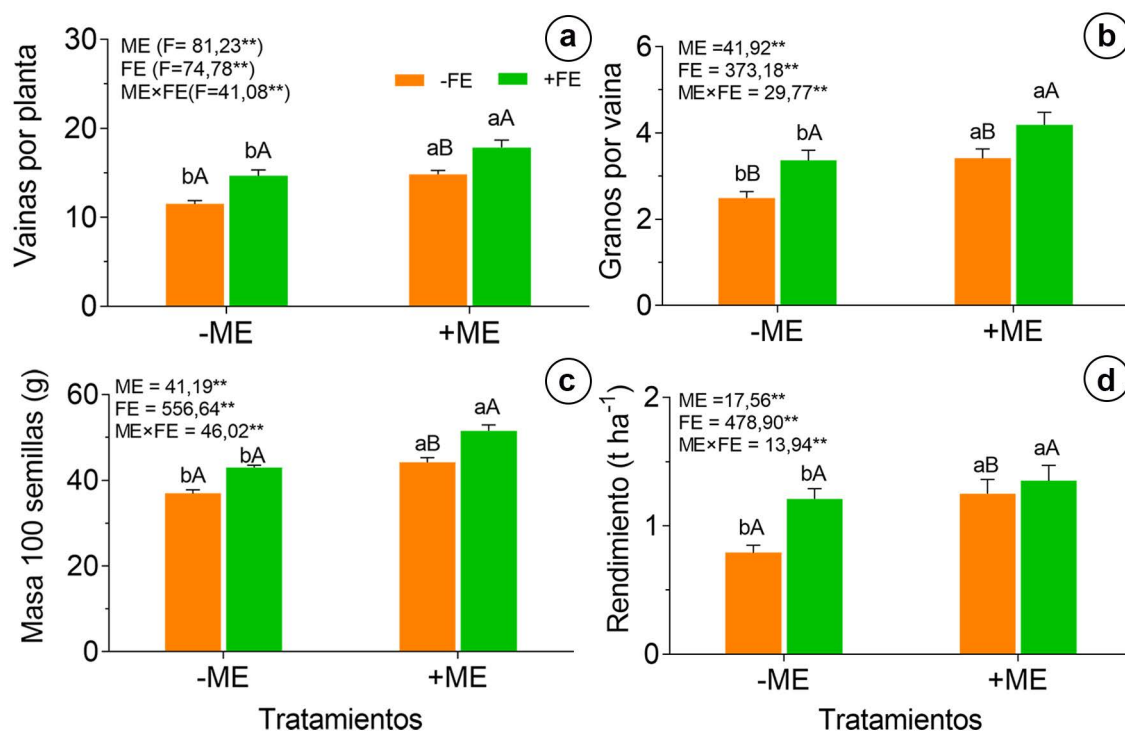 a
ME (F= 81,23**)
FE (F=74,78**)
ME×FE(F=41,08**)
-FE +FE
Vainas por planta
30
20
10
0
bA bA aB aA
-ME +ME
b
ME =41,92**
FE = 373,18**
ME×FE = 29,77**
Granos por vaina
6
4
2
0
bB bA aB aA
-ME +ME
c
ME = 41,19**
FE = 556,64**
ME×FE = 46,02**
Masa 100 semillas (g)
60
40
20
0
bA bA aB aA
-ME +ME
Tratamientos
d
ME =17,56**
FE = 478,90**
ME×FE = 13,94**
Rendimiento (t ha⁻¹)
2
1
0
bA bA aB aA
-ME +ME
Tratamientos